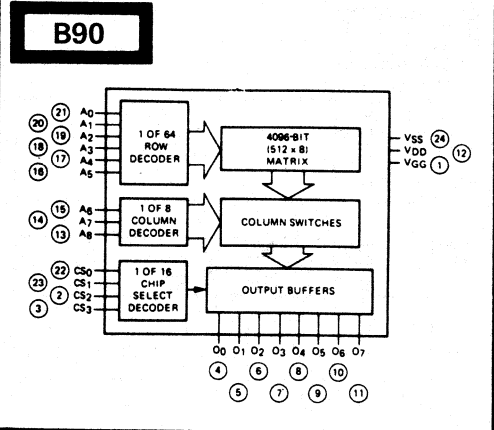 B90
21 A0
20 A1
19 A2
18 A3
17 A4
16 A5
1 OF 64
ROW
DECODER
4096-BIT
(512 x 8)
MATRIX
VSS 24
VDD 12
VGG 1
15 A6
14 A7
13 A8
1 OF 8
COLUMN
DECODER
COLUMN SWITCHES
22 CS0
23 CS1
2 CS2
3 CS3
1 OF 16
CHIP
SELECT
DECODER
OUTPUT BUFFERS
O0 O1 O2 O3 O4 O5 O6 O7
4 5 6 7 8 9 10 11